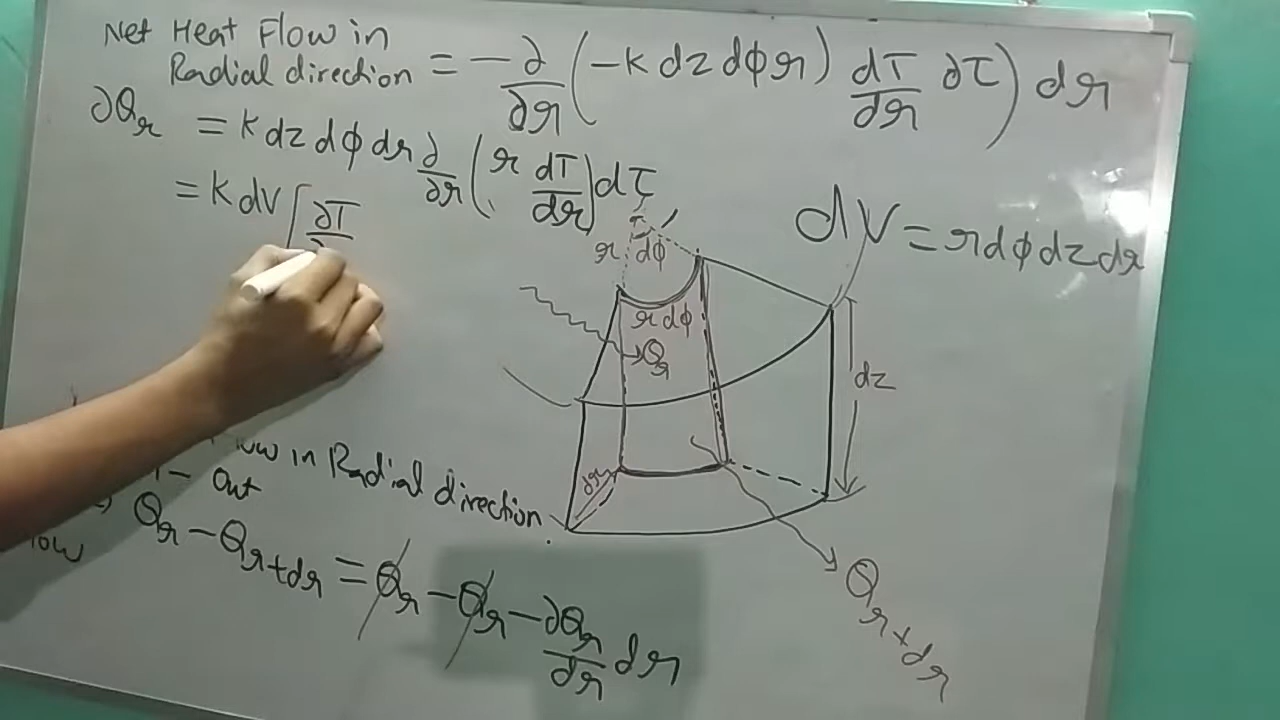 Net Heat Flow in
Radial direction = -∂/∂r (-K dz dϕ r) dT/dr ∂τ) dr
∂Qr = K dz dϕ dr ∂/∂r (r dT/dr) dτ
= K dV [∂T
dV = r dϕ dz dr
r dϕ
r dϕ
Qr
dz
dr
in Radial direction
- Out
Qr - Qr+dr = Qr - Qr - ∂Qr/dr dr
Qr+dr